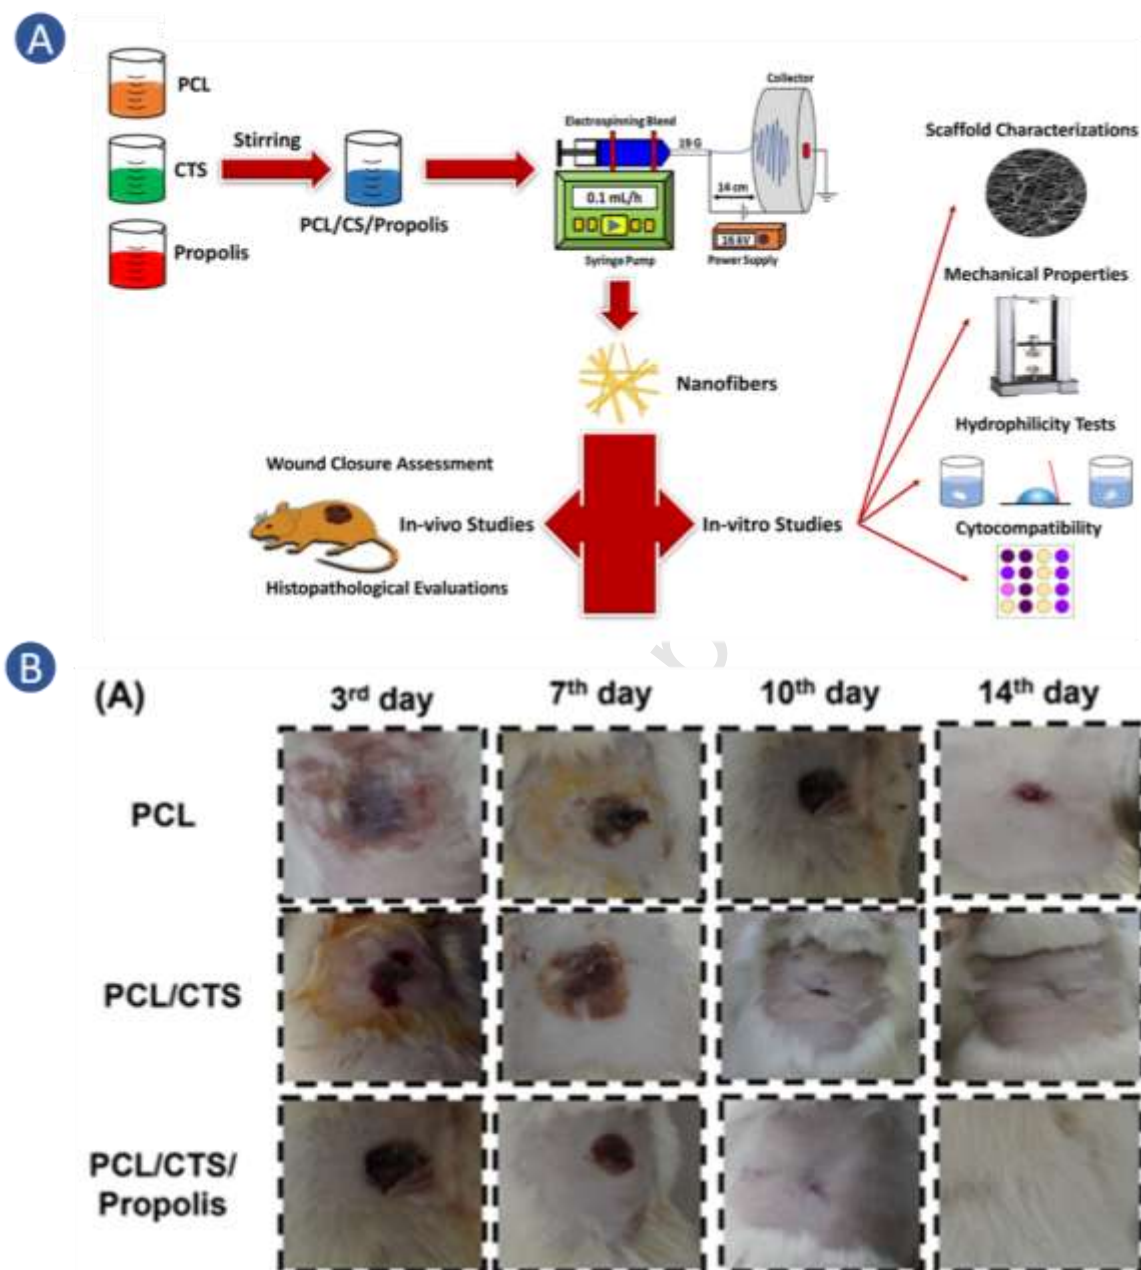 A
PCL
CTS
Propolis
Stirring
PCL/CS/Propolis
Electrospinning Blend
19 G
Collector
14 cm
0.1 mL/h
Syringe Pump
Power Supply
Nanofibers
Scaffold Characterizations
Mechanical Properties
Hydrophilicity Tests
Cytocompatibility
Wound Closure Assessment
In-vivo Studies
In-vitro Studies
Histopathological Evaluations
B
(A)
3rd day
7th day
10th day
14th day
PCL
PCL/CTS
PCL/CTS/
Propolis